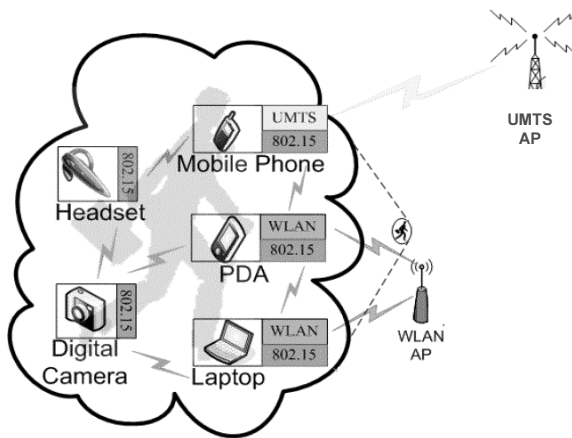 UMTS
802.15
Mobile Phone
UMTS
AP
802.15
Headset
WLAN
802.15
PDA
802.15
Digital
Camera
WLAN
802.15
Laptop
WLAN
AP